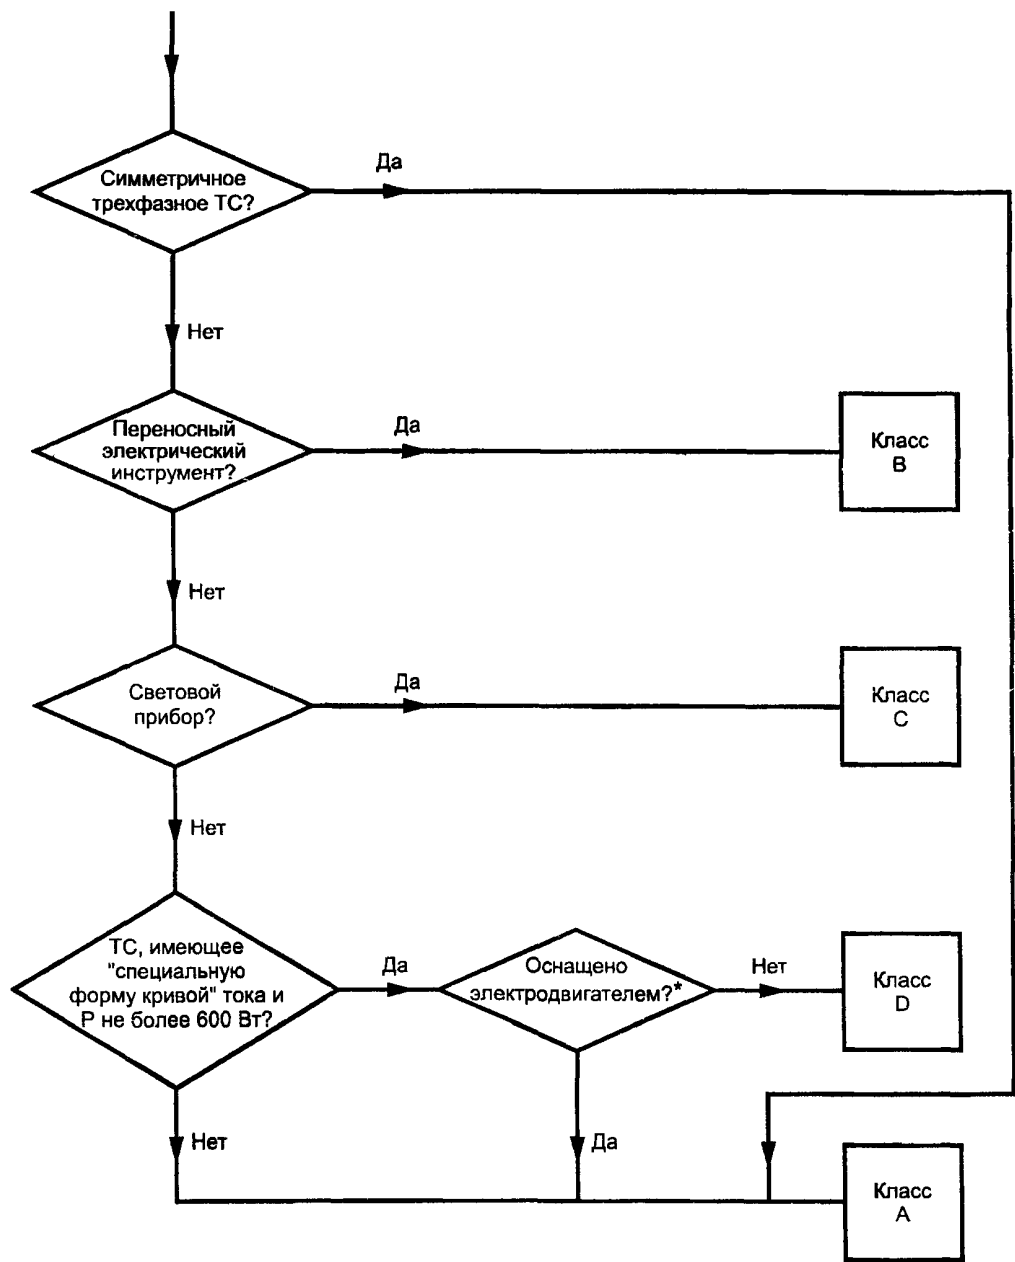 Да
Симметричное
трехфазное ТС?
Нет
Переносный
электрический
инструмент?
Да
Класс
B
Нет
Световой
прибор?
Да
Класс
C
Нет
ТС, имеющее
"специальную
форму кривой" тока и
P не более 600 Вт?
Да
Оснащено
электродвигателем?*
Нет
Класс
D
Нет
Да
Класс
A